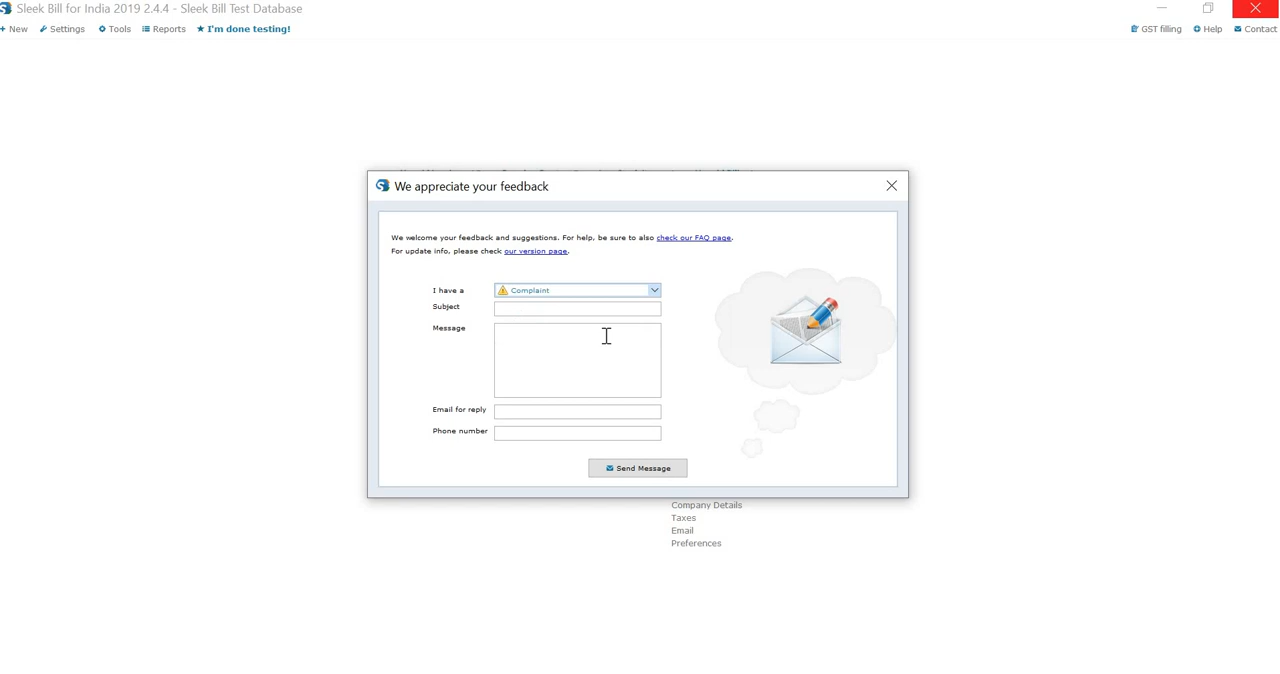 Sleek Bill for India 2019 2.4.4 - Sleek Bill Test Database
New Settings Tools Reports I'm done testing! GST filling Help Contact
We appreciate your feedback
We welcome your feedback and suggestions. For help, be sure to also check our FAQ page.
For update info, please check our version page.
I have a Complaint
Subject
Message
Email for reply
Phone number
Send Message
Company Details
Taxes
Email
Preferences